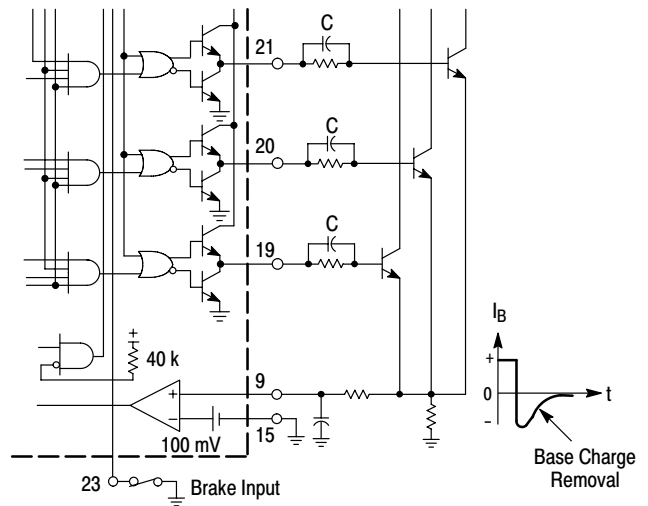 21
C
20
C
19
C
+
40 k
+
9
−
100 mV
15
23
Brake Input
I_B
+
0
t
−
Base Charge
Removal